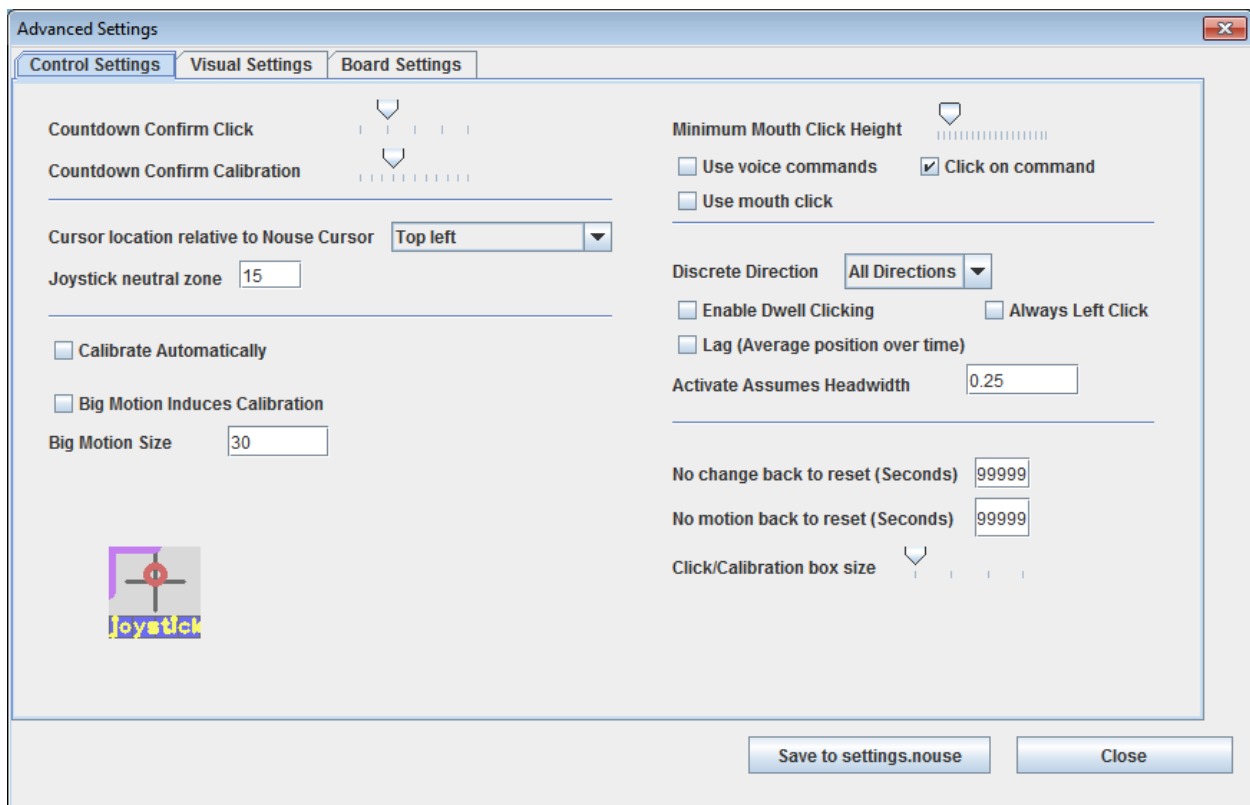 Advanced Settings
Control Settings
Visual Settings
Board Settings
Countdown Confirm Click
Countdown Confirm Calibration
Cursor location relative to Nouse Cursor
Top left
Joystick neutral zone
15
Calibrate Automatically
Big Motion Induces Calibration
Big Motion Size
30
joystick
Minimum Mouth Click Height
Use voice commands
Click on command
Use mouth click
Discrete Direction
All Directions
Enable Dwell Clicking
Always Left Click
Lag (Average position over time)
Activate Assumes Headwidth
0.25
No change back to reset (Seconds)
99999
No motion back to reset (Seconds)
99999
Click/Calibration box size
Save to settings.nouse
Close